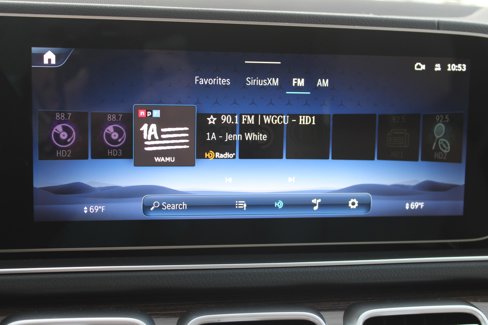 10:53
Favorites SiriusXM FM AM
88.7 HD2
88.7 HD3
npr
1A
WAMU
☆ 90.1 FM | WGCU - HD1
1A - Jenn White
HD Radio
92.5 HD2
Search HD
69°F
69°F